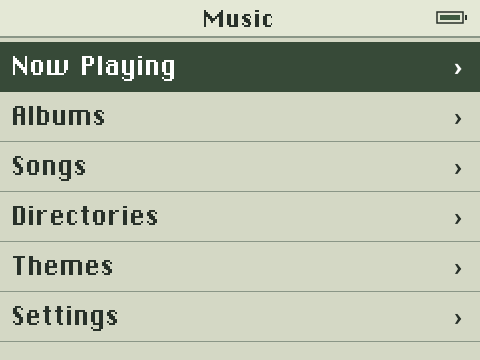 Music
Now Playing ›
Albums ›
Songs ›
Directories ›
Themes ›
Settings ›